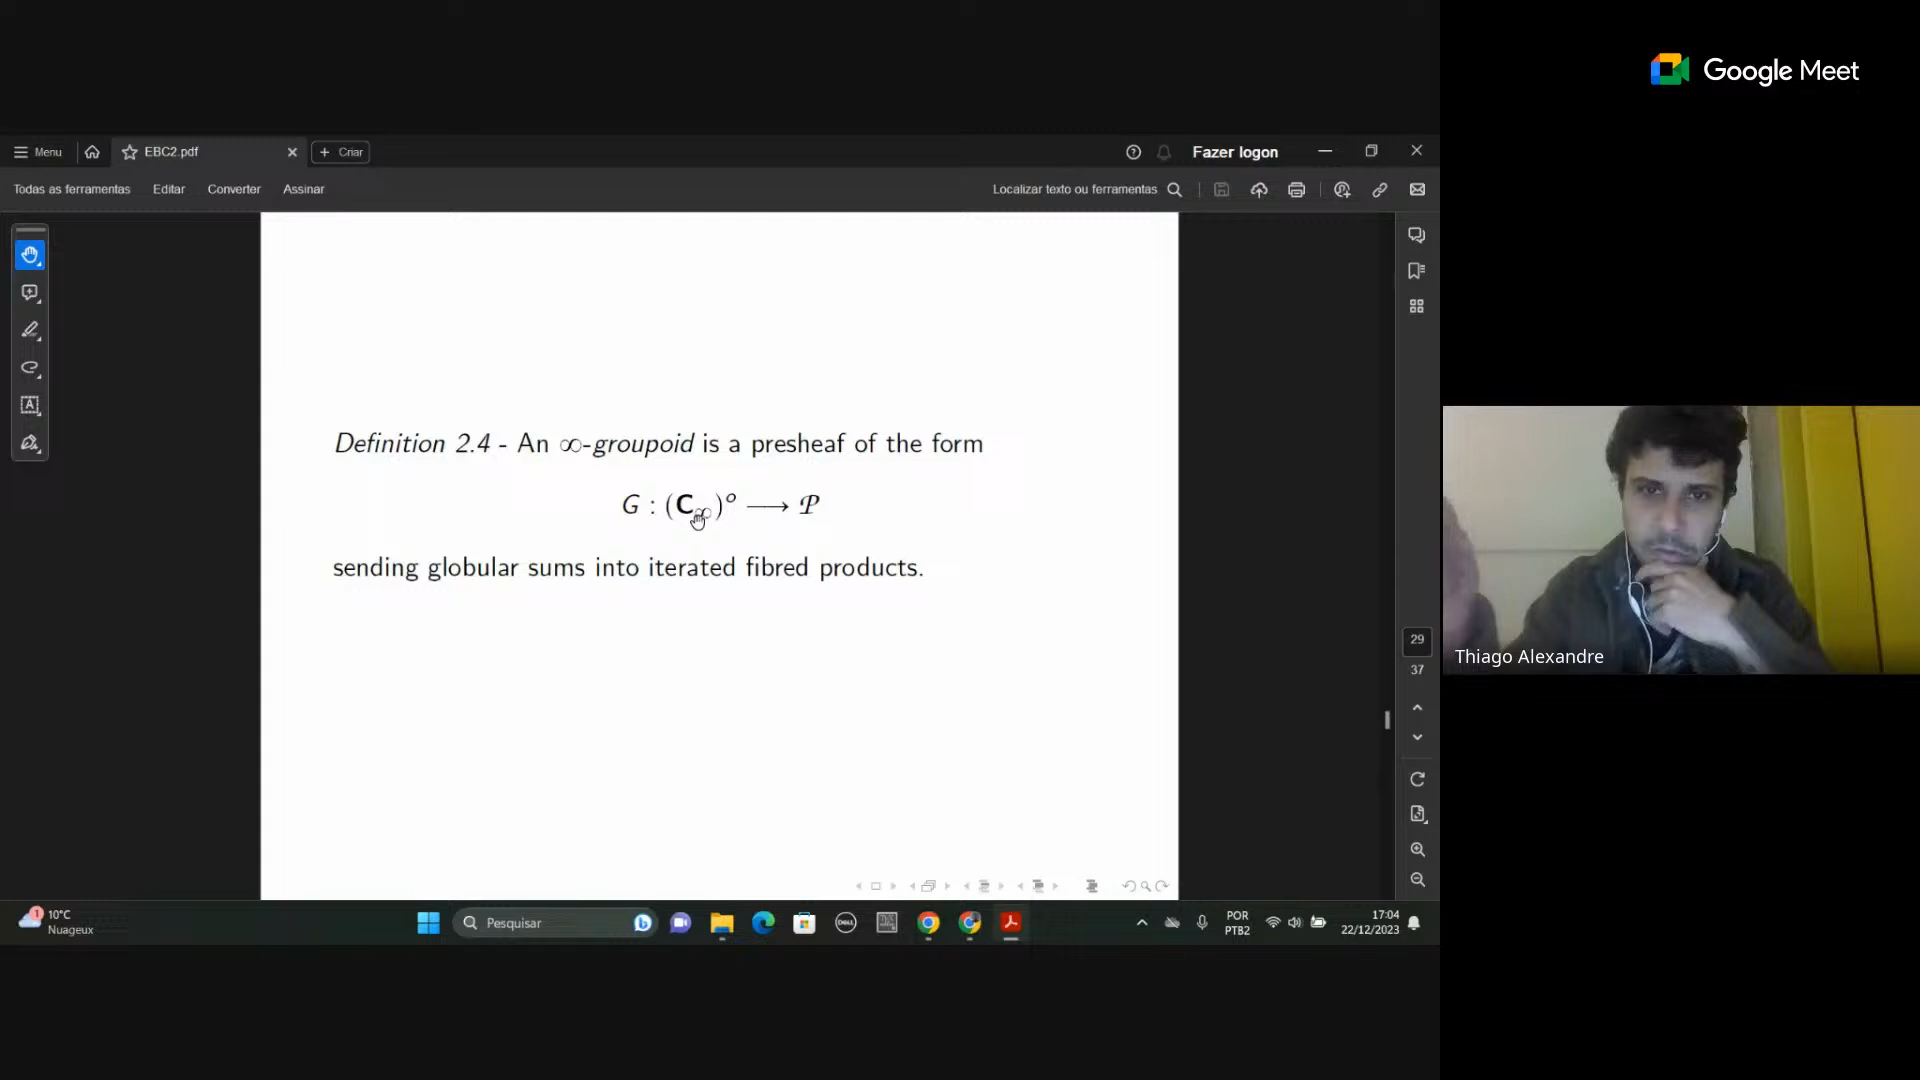 Google Meet
Menu
EBC2.pdf
Criar
Fazer logon
Todas as ferramentas
Editar
Converter
Assinar
Localizar texto ou ferramentas
Definition 2.4 - An ∞-groupoid is a presheaf of the form
G : (C∞)° ⟶ 𝒫
sending globular sums into iterated fibred products.
29
37
Thiago Alexandre
1
10°C
Nuageux
Pesquisar
DELL
POR
PTB2
17:04
22/12/2023